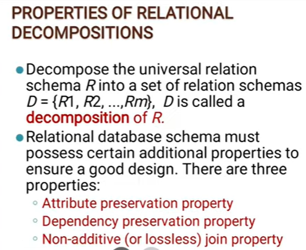 PROPERTIES OF RELATIONAL
DECOMPOSITIONS
Decompose the universal relation
schema R into a set of relation schemas
D = {R1, R2, ...,Rm}, D is called a
decomposition of R.
Relational database schema must
possess certain additional properties to
ensure a good design. There are three
properties:
Attribute preservation property
Dependency preservation property
Non-additive (or lossless) join property